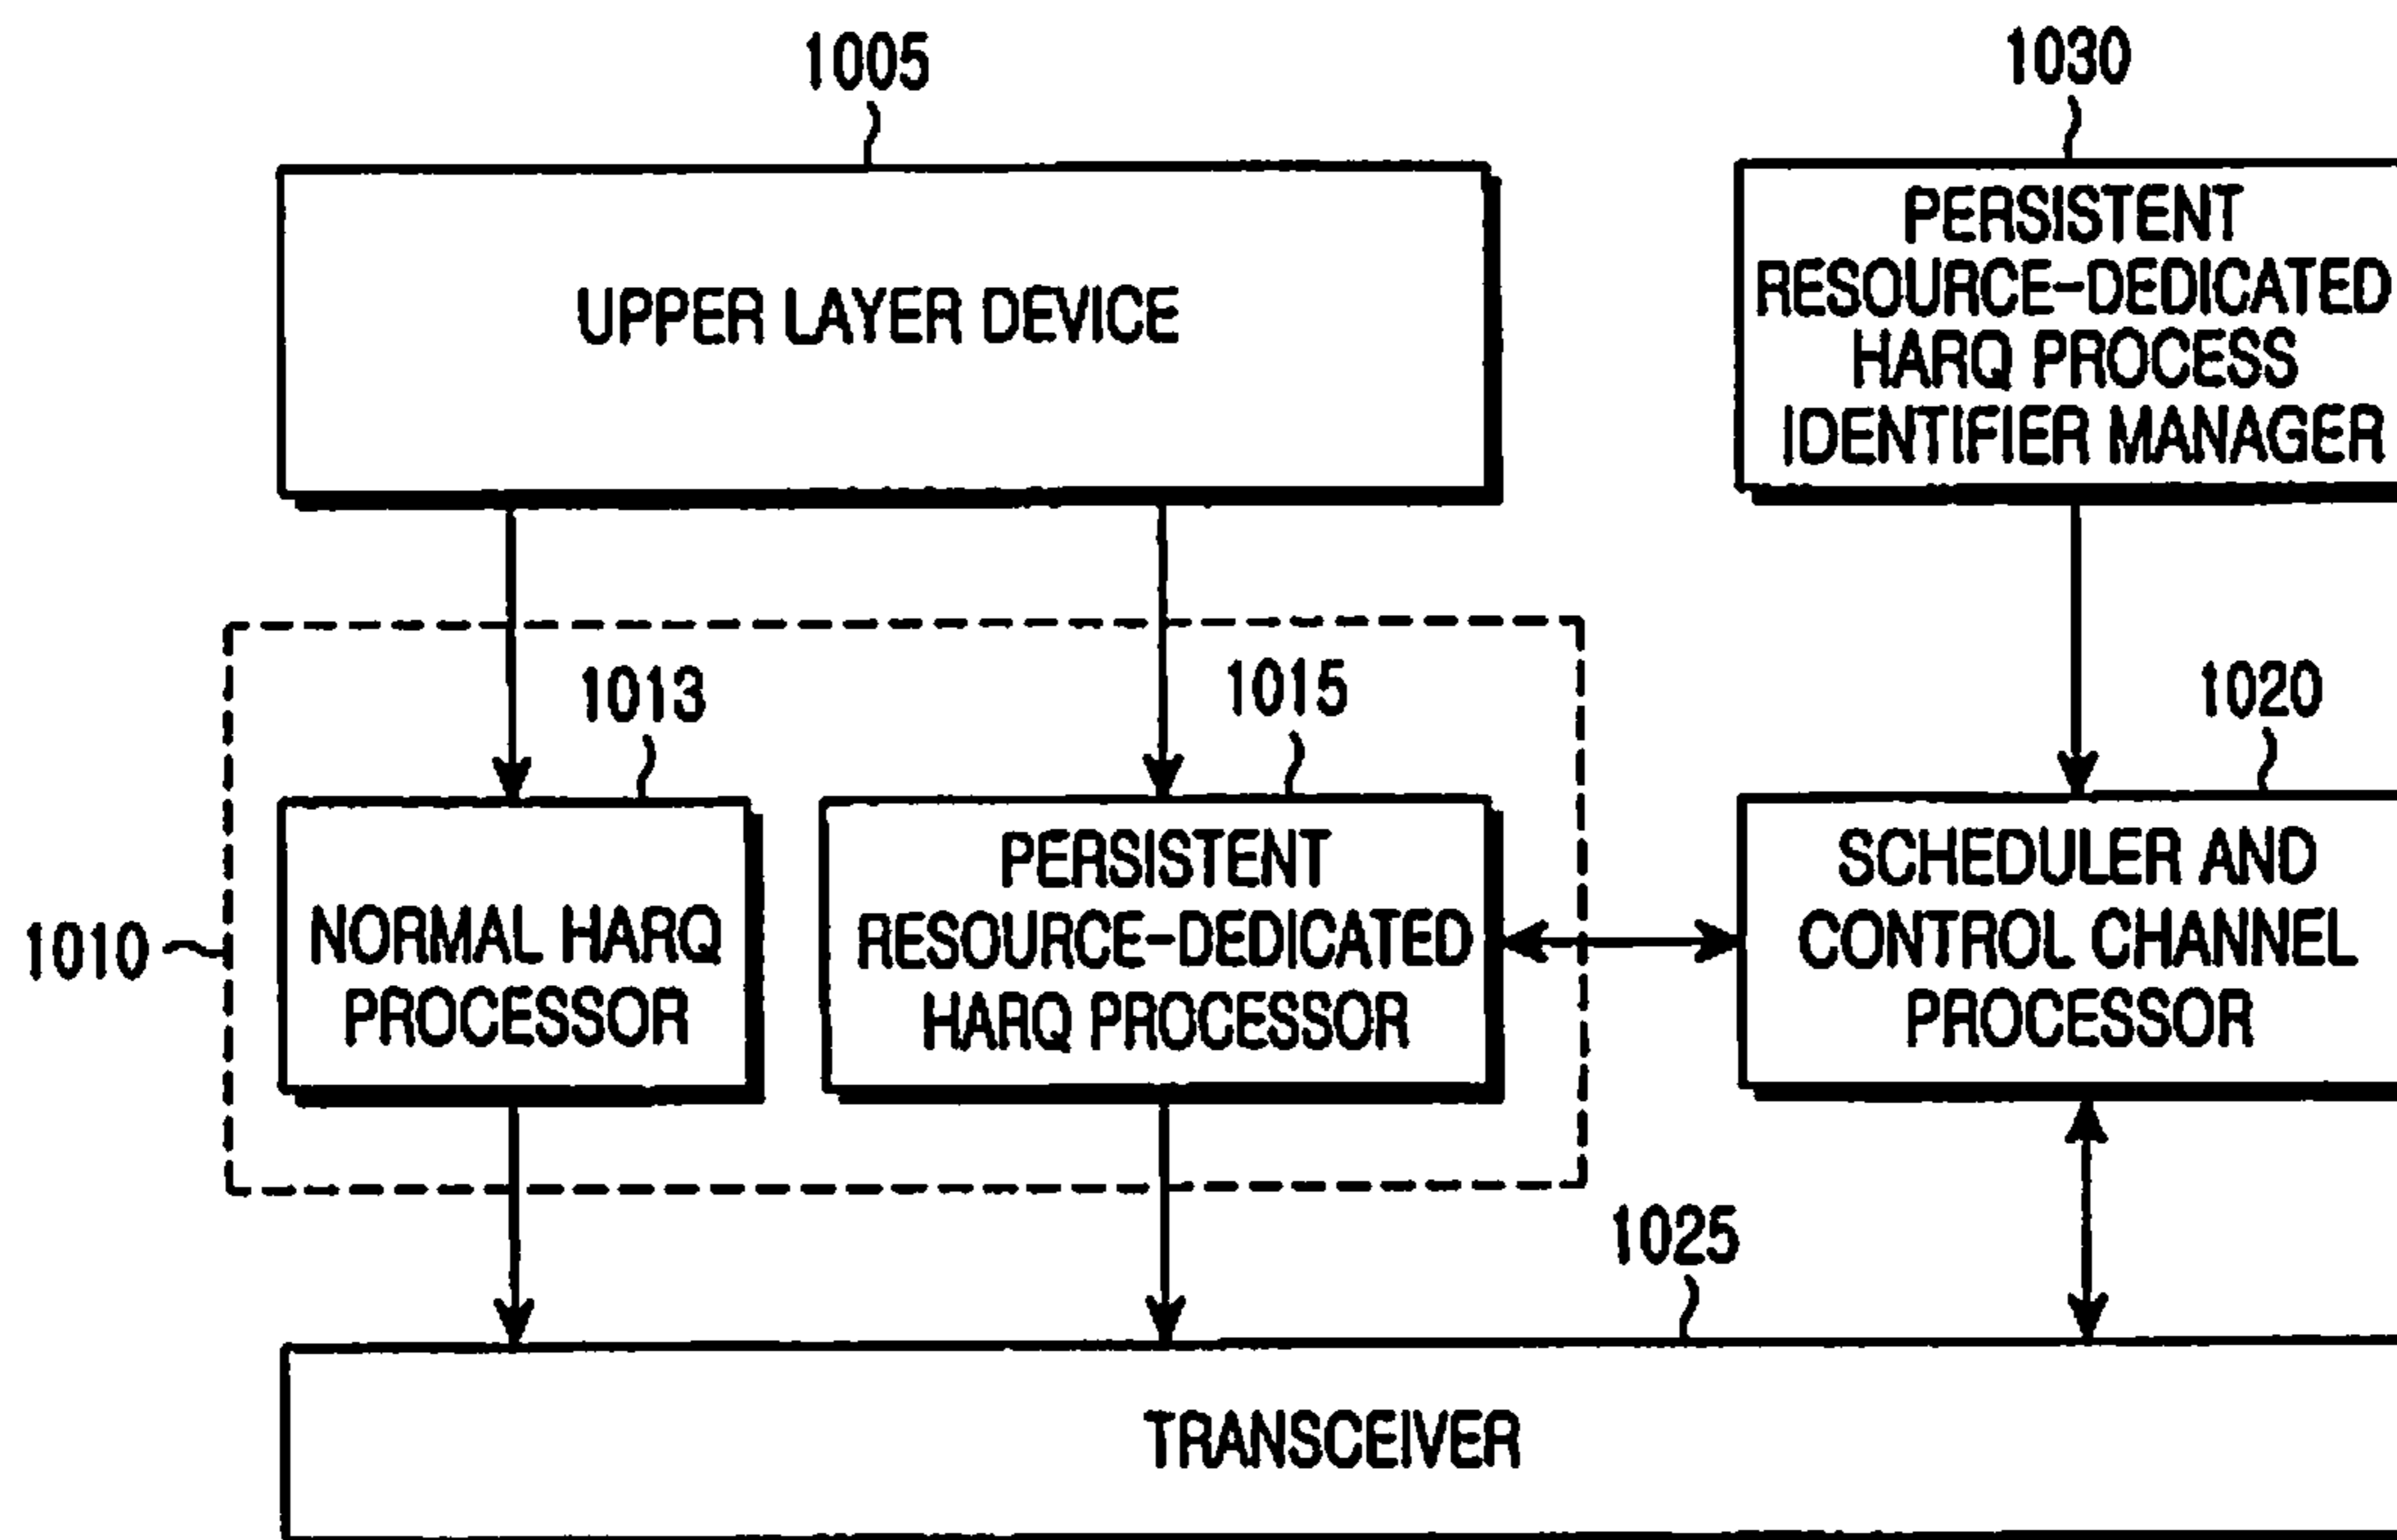 1005
1030
UPPER LAYER DEVICE
PERSISTENT
RESOURCE-DEDICATED
HARQ PROCESS
IDENTIFIER MANAGER
1010
1013
1015
1020
NORMAL HARQ
PROCESSOR
PERSISTENT
RESOURCE-DEDICATED
HARQ PROCESSOR
SCHEDULER AND
CONTROL CHANNEL
PROCESSOR
1025
TRANSCEIVER